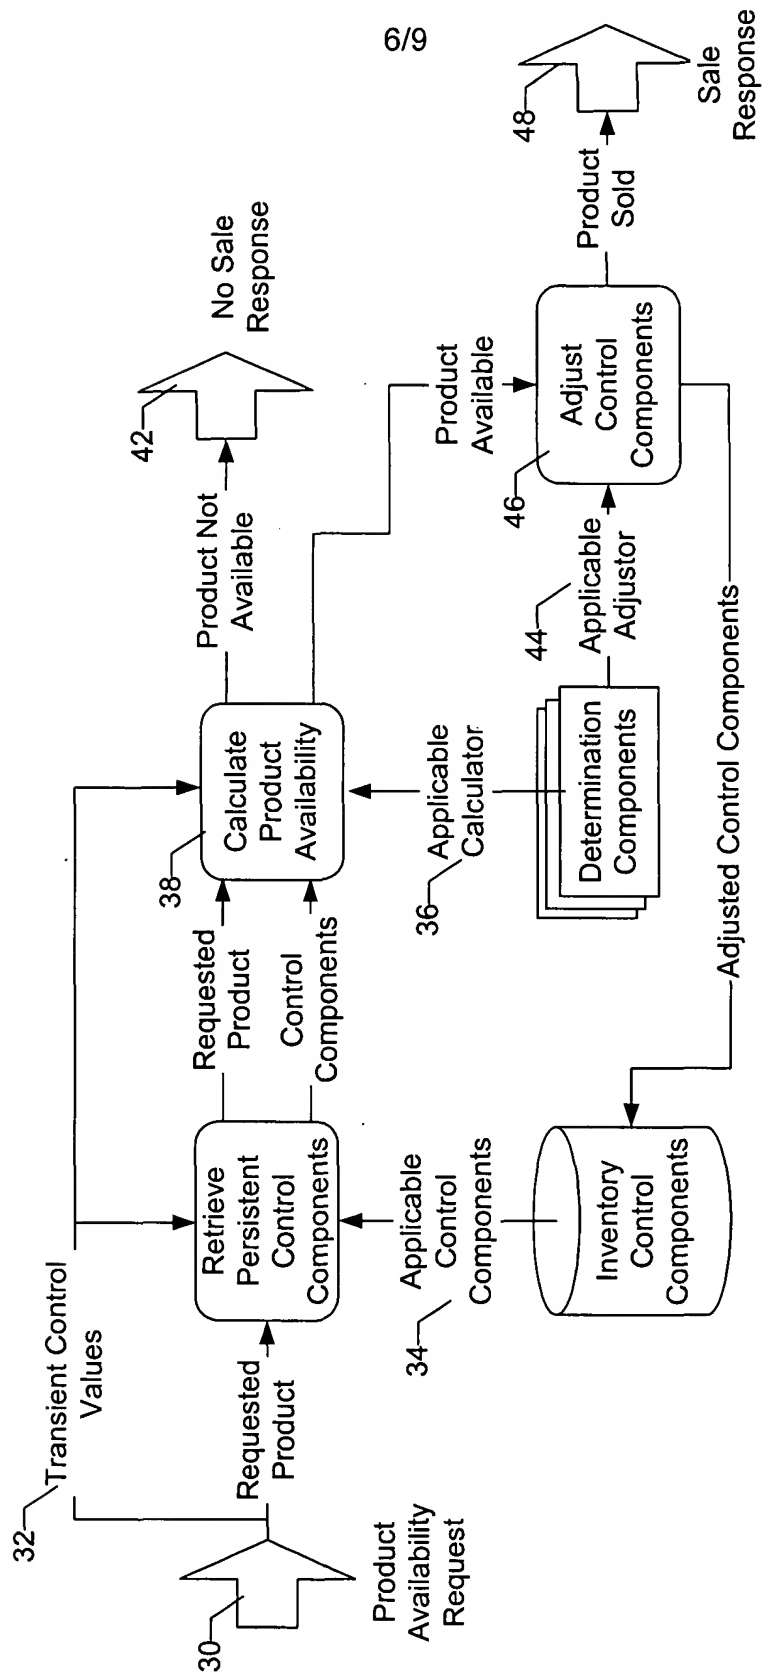 6/9
32
Transient Control
Values
30
Product
Availability
Request
Requested
Product
Retrieve
Persistent
Control
Components
34
Applicable
Control
Components
Inventory
Control
Components
Requested
Product
Control
Components
38
Calculate
Product
Availability
36
Applicable
Calculator
Determination
Components
Product Not
Available
42
No Sale
Response
Product
Available
44
Applicable
Adjustor
46
Adjust
Control
Components
Adjusted Control Components
Product
Sold
48
Sale
Response